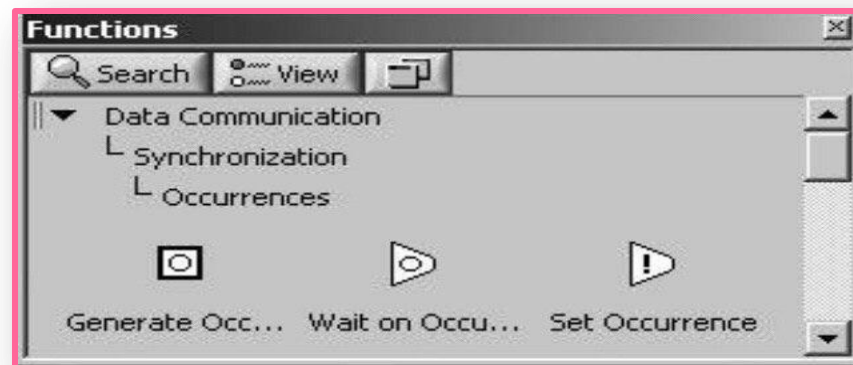 Functions
Search View
Data Communication
Synchronization
Occurrences
Generate Occ... Wait on Occu... Set Occurrence